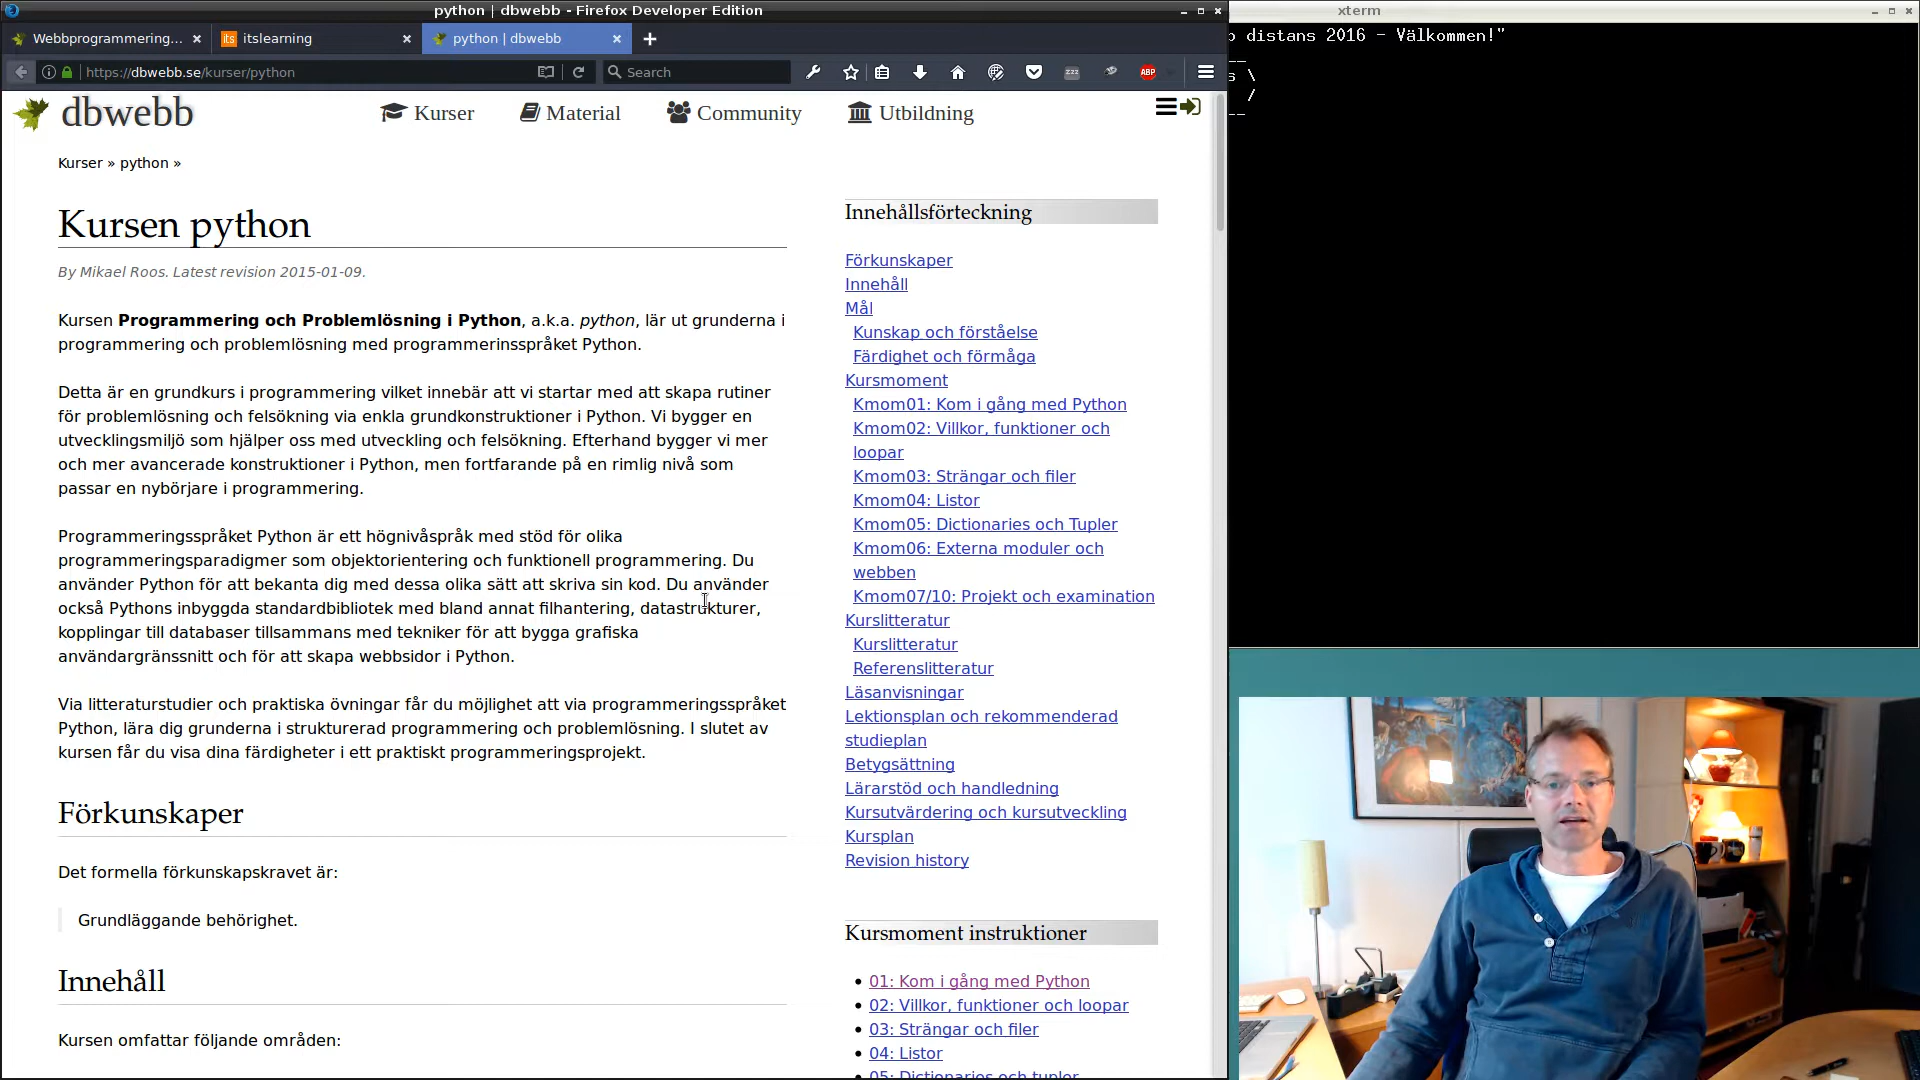 python | dbwebb - Firefox Developer Edition
Webbprogrammering...
itslearning
python | dbwebb
https://dbwebb.se/kurser/python
Search
ABP
dbwebb
Kurser
Material
Community
Utbildning
Kurser » python »
Kursen python
By Mikael Roos. Latest revision 2015-01-09.
Kursen Programmering och Problemlösning i Python, a.k.a. python, lär ut grunderna i
programmering och problemlösning med programmerinsspråket Python.
Detta är en grundkurs i programmering vilket innebär att vi startar med att skapa rutiner
för problemlösning och felsökning via enkla grundkonstruktioner i Python. Vi bygger en
utvecklingsmiljö som hjälper oss med utveckling och felsökning. Efterhand bygger vi mer
och mer avancerade konstruktioner i Python, men fortfarande på en rimlig nivå som
passar en nybörjare i programmering.
Programmeringsspråket Python är ett högnivåspråk med stöd för olika
programmeringsparadigmer som objektorientering och funktionell programmering. Du
använder Python för att bekanta dig med dessa olika sätt att skriva sin kod. Du använder
också Pythons inbyggda standardbibliotek med bland annat filhantering, datastrukturer,
kopplingar till databaser tillsammans med tekniker för att bygga grafiska
användargränssnitt och för att skapa webbsidor i Python.
Via litteraturstudier och praktiska övningar får du möjlighet att via programmeringsspråket
Python, lära dig grunderna i strukturerad programmering och problemlösning. I slutet av
kursen får du visa dina färdigheter i ett praktiskt programmeringsprojekt.
Förkunskaper
Det formella förkunskapskravet är:
Grundläggande behörighet.
Innehåll
Kursen omfattar följande områden:
Innehållsförteckning
Förkunskaper
Innehåll
Mål
Kunskap och förståelse
Färdighet och förmåga
Kursmoment
Kmom01: Kom i gång med Python
Kmom02: Villkor, funktioner och
loopar
Kmom03: Strängar och filer
Kmom04: Listor
Kmom05: Dictionaries och Tupler
Kmom06: Externa moduler och
webben
Kmom07/10: Projekt och examination
Kurslitteratur
Kurslitteratur
Referenslitteratur
Läsanvisningar
Lektionsplan och rekommenderad
studieplan
Betygsättning
Lärarstöd och handledning
Kursutvärdering och kursutveckling
Kursplan
Revision history
Kursmoment instruktioner
01: Kom i gång med Python
02: Villkor, funktioner och loopar
03: Strängar och filer
04: Listor
05: Dictionaries och tupler
xterm
distans 2016 - Välkommen!"
s \
/